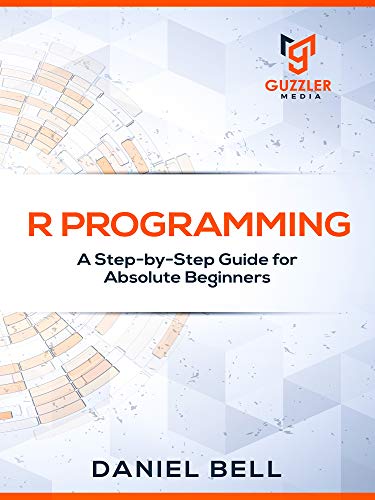 GUZZLER
MEDIA
R PROGRAMMING
A Step-by-Step Guide for
Absolute Beginners
DANIEL BELL